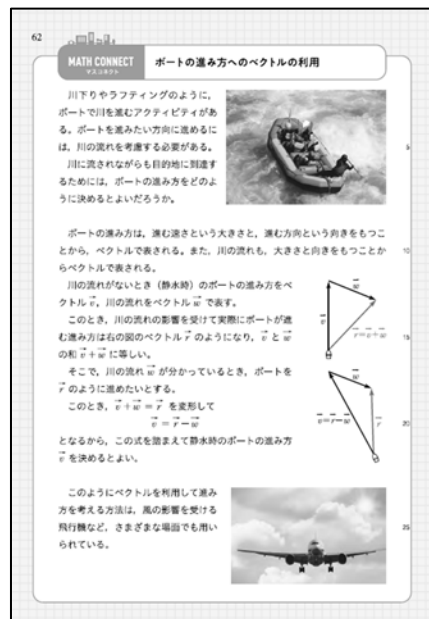 62
MATH CONNECT
マスコネクト
ボートの進み方へのベクトルの利用
川下りやラフティングのように，
ボートで川を進むアクティビティがあ
る。ボートを進みたい方向に進めるに
は，川の流れを考慮する必要がある。
5
川に流されながらも目的地に到達す
るためには，ボートの進み方をどのよ
うに決めるとよいだろうか。
ボートの進み方は，進む速さという大きさと，進む方向という向きをもつこ
とから，ベクトルで表される。また，川の流れも，大きさと向きをもつことか
10
らベクトルで表される。
川の流れがないとき（静水時）のボートの進み方をベ
クトル v→，川の流れをベクトル w→ で表す。
このとき，川の流れの影響を受けて実際にボートが進
む進み方は右の図のベクトル r→ のようになり，v→ と w→
15
の和 v→＋w→ に等しい。
そこで，川の流れ w→ が分かっているとき，ボートを
r→ のように進めたいとする。
このとき，v→＋w→＝r→ を変形して
v→＝r→－w→
20
となるから，この式を踏まえて静水時のボートの進み方
v→ を決めるとよい。
w→
v→
r→＝v→＋w→
w→
v→＝r→－w→
r→
このようにベクトルを利用して進み
方を考える方法は，風の影響を受ける
飛行機など，さまざまな場面でも用い
25
られている。